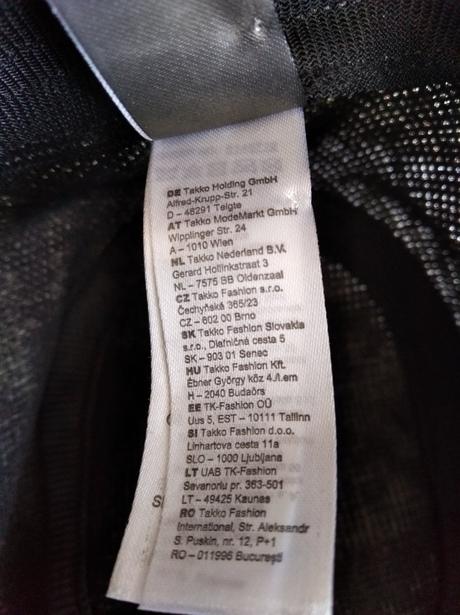 DE Takko Holding GmbH
Alfred-Krupp-Str. 21
D – 48291 Telgte
AT Takko ModeMarkt GmbH
Wipplinger Str. 24
A – 1010 Wien
NL Takko Nederland B.V.
Gerard Hollinkstraat 3
NL – 7575 BB Oldenzaal
CZ Takko Fashion s.r.o.
Čechyňská 365/23
CZ – 602 00 Brno
SK Takko Fashion Slovakia
s.r.o., Diaľničná cesta 5
SK – 903 01 Senec
HU Takko Fashion Kft.
Ébner György köz 4./I.em
H – 2040 Budaörs
EE TK-Fashion OÜ
Uus 5, EST – 10111 Tallinn
SI Takko Fashion d.o.o.
Linhartova cesta 11a
SLO – 1000 Ljubljana
LT UAB TK-Fashion
Savanoriu pr. 363-501
LT – 49425 Kaunas
RO Takko Fashion
International, Str. Aleksandr
S. Puskin, nr. 12, P+1
RO – 011996 Bucureşti